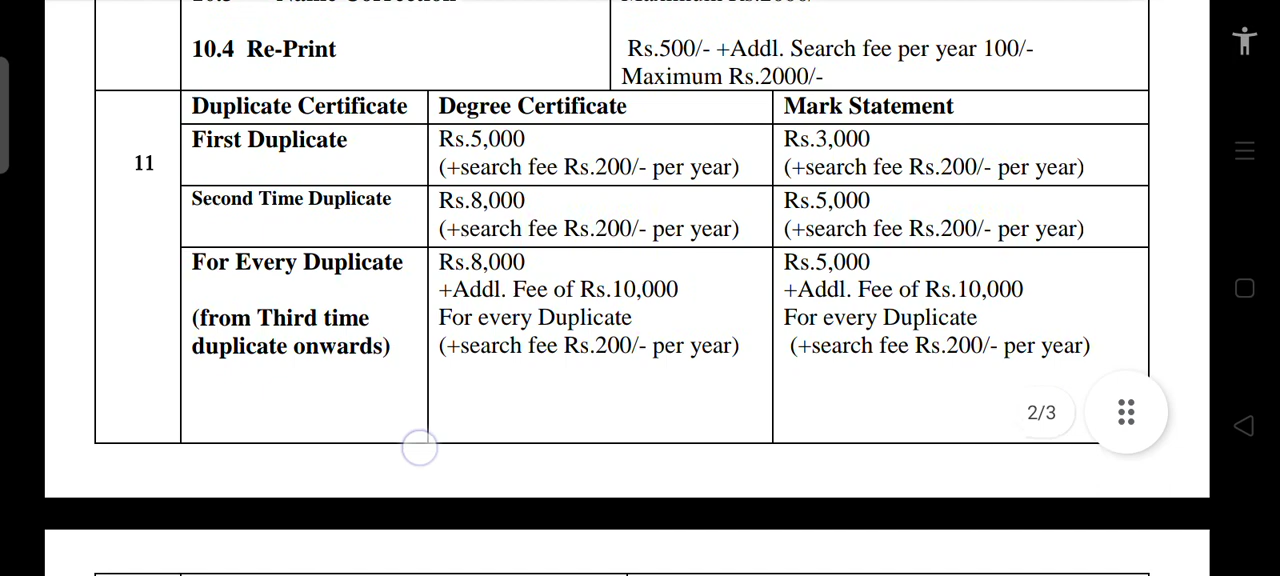 10.4 Re-Print
Rs.500/- +Addl. Search fee per year 100/-
Maximum Rs.2000/-
Duplicate Certificate
Degree Certificate
Mark Statement
11
First Duplicate
Rs.5,000
(+search fee Rs.200/- per year)
Rs.3,000
(+search fee Rs.200/- per year)
Second Time Duplicate
Rs.8,000
(+search fee Rs.200/- per year)
Rs.5,000
(+search fee Rs.200/- per year)
For Every Duplicate
(from Third time
duplicate onwards)
Rs.8,000
+Addl. Fee of Rs.10,000
For every Duplicate
(+search fee Rs.200/- per year)
Rs.5,000
+Addl. Fee of Rs.10,000
For every Duplicate
(+search fee Rs.200/- per year)
2/3